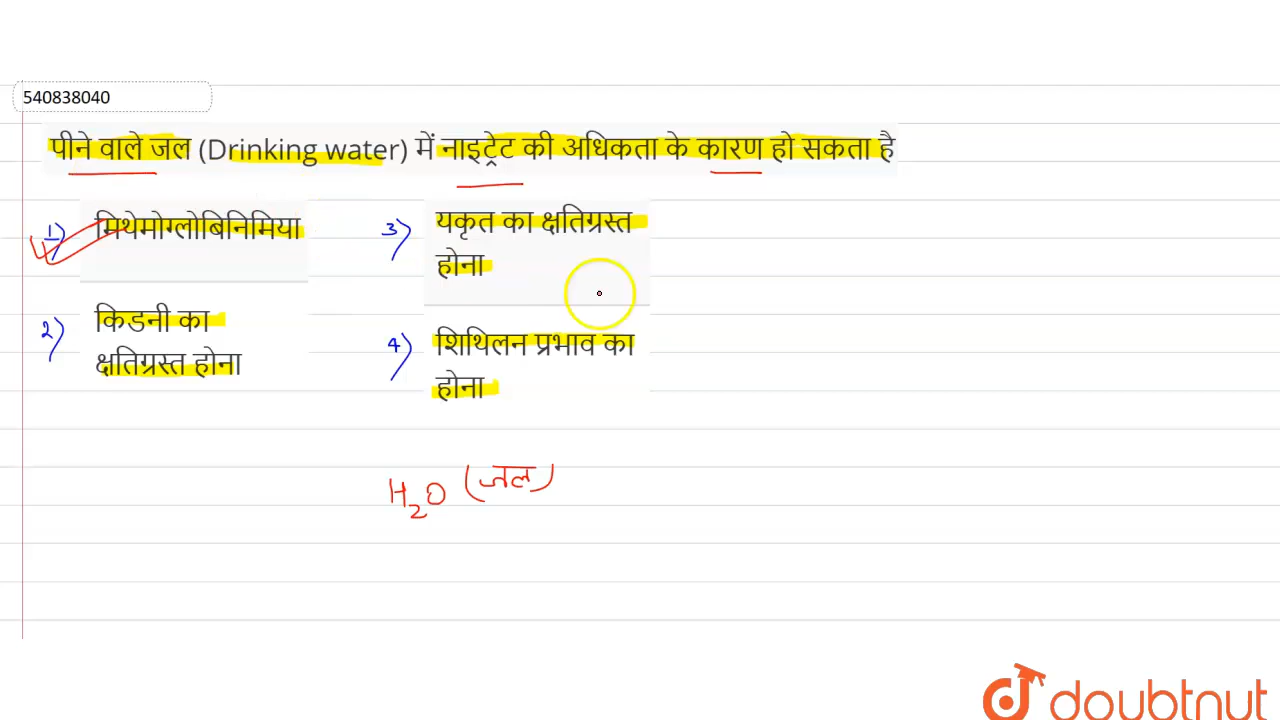 540838040
पीने वाले जल (Drinking water) में नाइट्रेट की अधिकता के कारण हो सकता है
1) मिथेमोग्लोबिनिमिया
2) किडनी का
क्षतिग्रस्त होना
3) यकृत का क्षतिग्रस्त
होना
4) शिथिलन प्रभाव का
होना
H2O (जल)
doubtnut